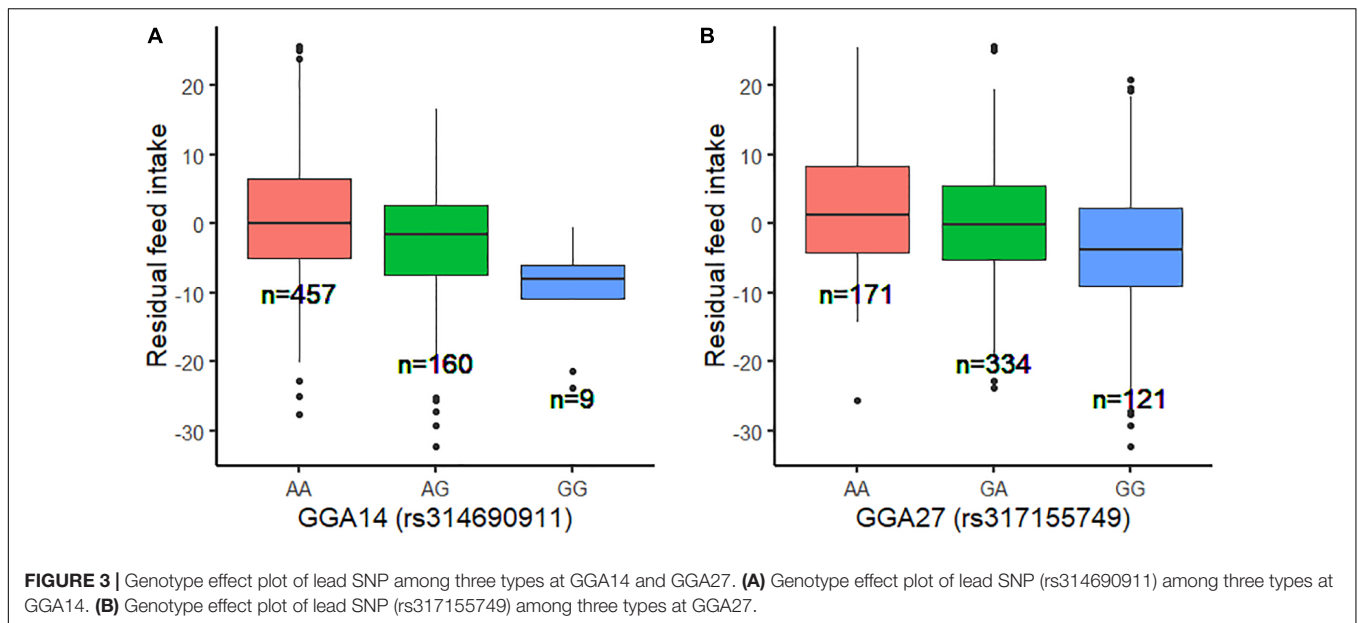 A
B
Residual feed intake
20
10
0
-10
-20
-30
n=457
n=160
n=9
AA
AG
GG
GGA14 (rs314690911)
Residual feed intake
20
10
0
-10
-20
-30
n=171
n=334
n=121
AA
GA
GG
GGA27 (rs317155749)
FIGURE 3 | Genotype effect plot of lead SNP among three types at GGA14 and GGA27. (A) Genotype effect plot of lead SNP (rs314690911) among three types at
GGA14. (B) Genotype effect plot of lead SNP (rs317155749) among three types at GGA27.